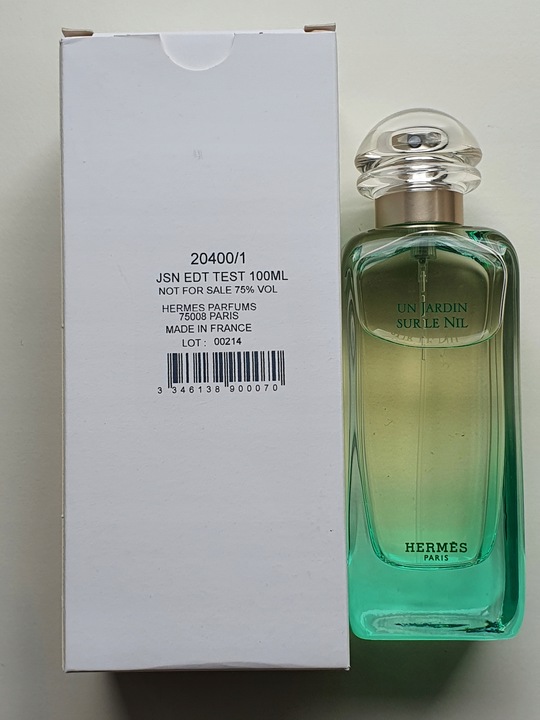 20400/1
JSN EDT TEST 100ML
NOT FOR SALE 75% VOL
HERMES PARFUMS
75008 PARIS
MADE IN FRANCE
LOT : 00214
3 346138 900070
UN JARDIN
SUR LE NIL
HERMÈS
PARIS